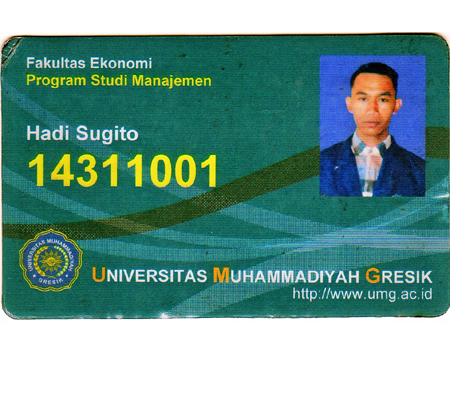 Fakultas Ekonomi
Program Studi Manajemen
Hadi Sugito
14311001
UNIVERSITAS MUHAMMADIYAH
GRESIK
UNIVERSITAS MUHAMMADIYAH GRESIK
http://www.umg.ac.id